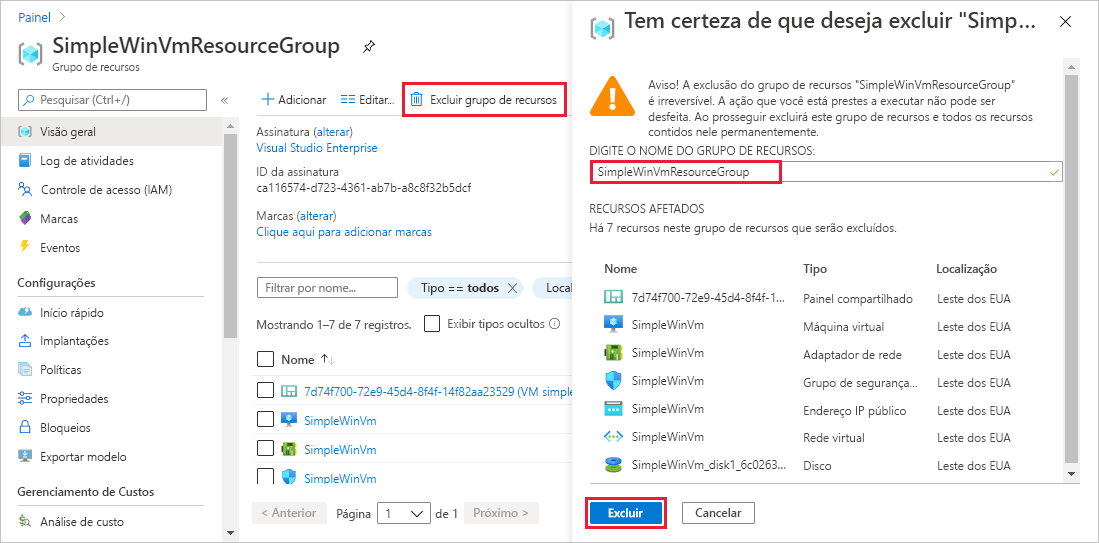 Painel
SimpleWinVmResourceGroup
Grupo de recursos
Pesquisar (Ctrl+/)
Visão geral
Log de atividades
Controle de acesso (IAM)
Marcas
Eventos
Configurações
Início rápido
Implantações
Políticas
Propriedades
Bloqueios
Exportar modelo
Gerenciamento de Custos
Análise de custo
Adicionar
Editar...
Excluir grupo de recursos
Assinatura (alterar)
Visual Studio Enterprise
ID da assinatura
ca116574-d723-4361-ab7b-a8c8f32b5dcf
Marcas (alterar)
Clique aqui para adicionar marcas
Filtrar por nome...
Tipo == todos
Local
Mostrando 1–7 de 7 registros.
Exibir tipos ocultos
Nome
7d74f700-72e9-45d4-8f4f-14f82aa23529 (VM simple
SimpleWinVm
SimpleWinVm
SimpleWinVm
< Anterior
Página
1
de 1
Próximo >
Tem certeza de que deseja excluir "Simp...
Aviso! A exclusão do grupo de recursos "SimpleWinVmResourceGroup"
é irreversível. A ação que você está prestes a executar não pode ser
desfeita. Ao prosseguir excluirá este grupo de recursos e todos os recursos
contidos nele permanentemente.
DIGITE O NOME DO GRUPO DE RECURSOS:
SimpleWinVmResourceGroup
RECURSOS AFETADOS
Há 7 recursos neste grupo de recursos que serão excluídos.
Nome Tipo Localização
7d74f700-72e9-45d4-8f4f-1... Painel compartilhado Leste dos EUA
SimpleWinVm Máquina virtual Leste dos EUA
SimpleWinVm Adaptador de rede Leste dos EUA
SimpleWinVm Grupo de segurança... Leste dos EUA
SimpleWinVm Endereço IP público Leste dos EUA
SimpleWinVm Rede virtual Leste dos EUA
SimpleWinVm_disk1_6c0263... Disco Leste dos EUA
Excluir
Cancelar